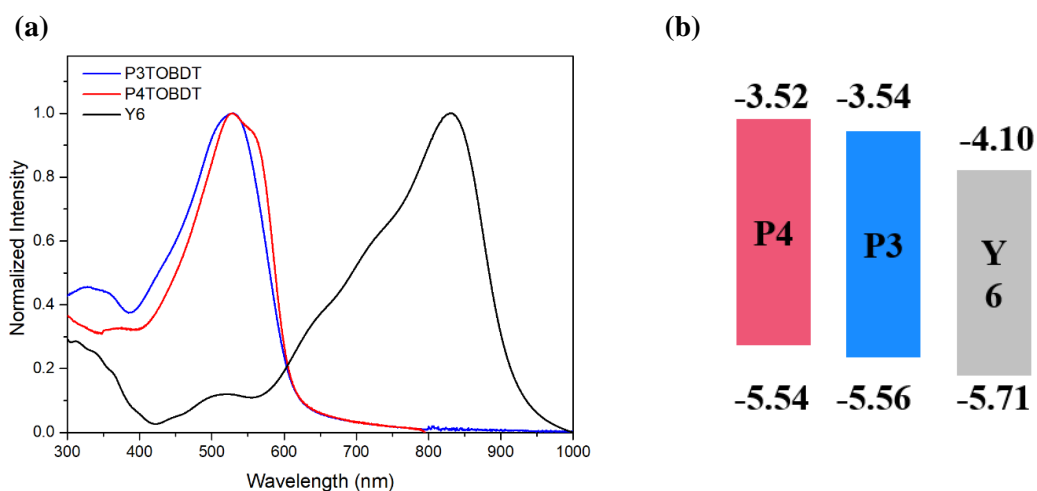 (a)
P3TOBDT
P4TOBDT
Y6
Normalized Intensity
1.0
0.8
0.6
0.4
0.2
0.0
300 400 500 600 700 800 900 1000
Wavelength (nm)
(b)
-3.52 -3.54
-4.10
P4 P3 Y
6
-5.54 -5.56 -5.71